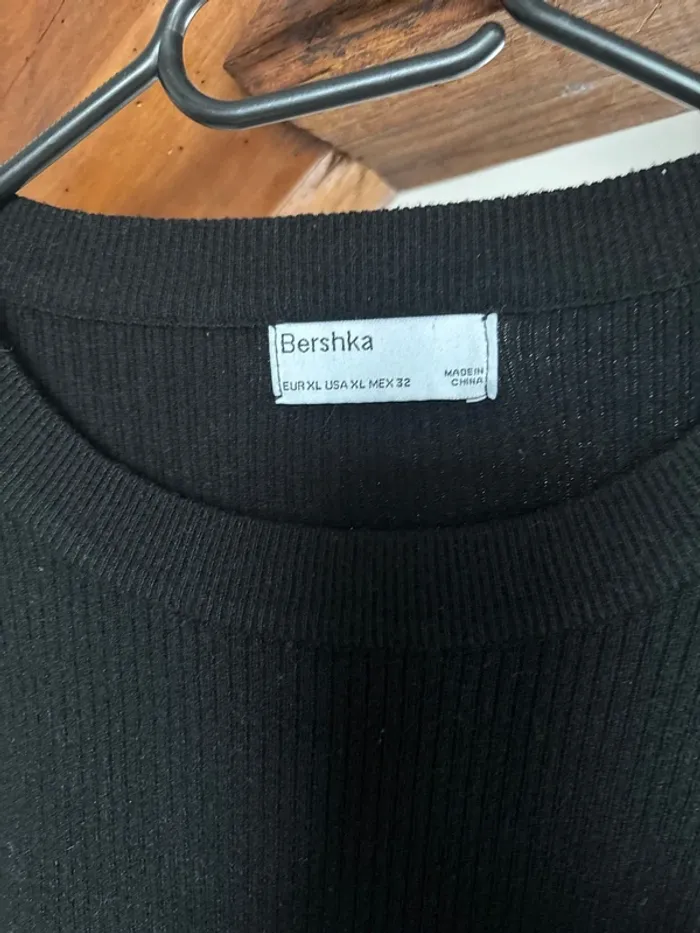 Bershka
EUR XL USA XL MEX 32
MADE IN
CHINA